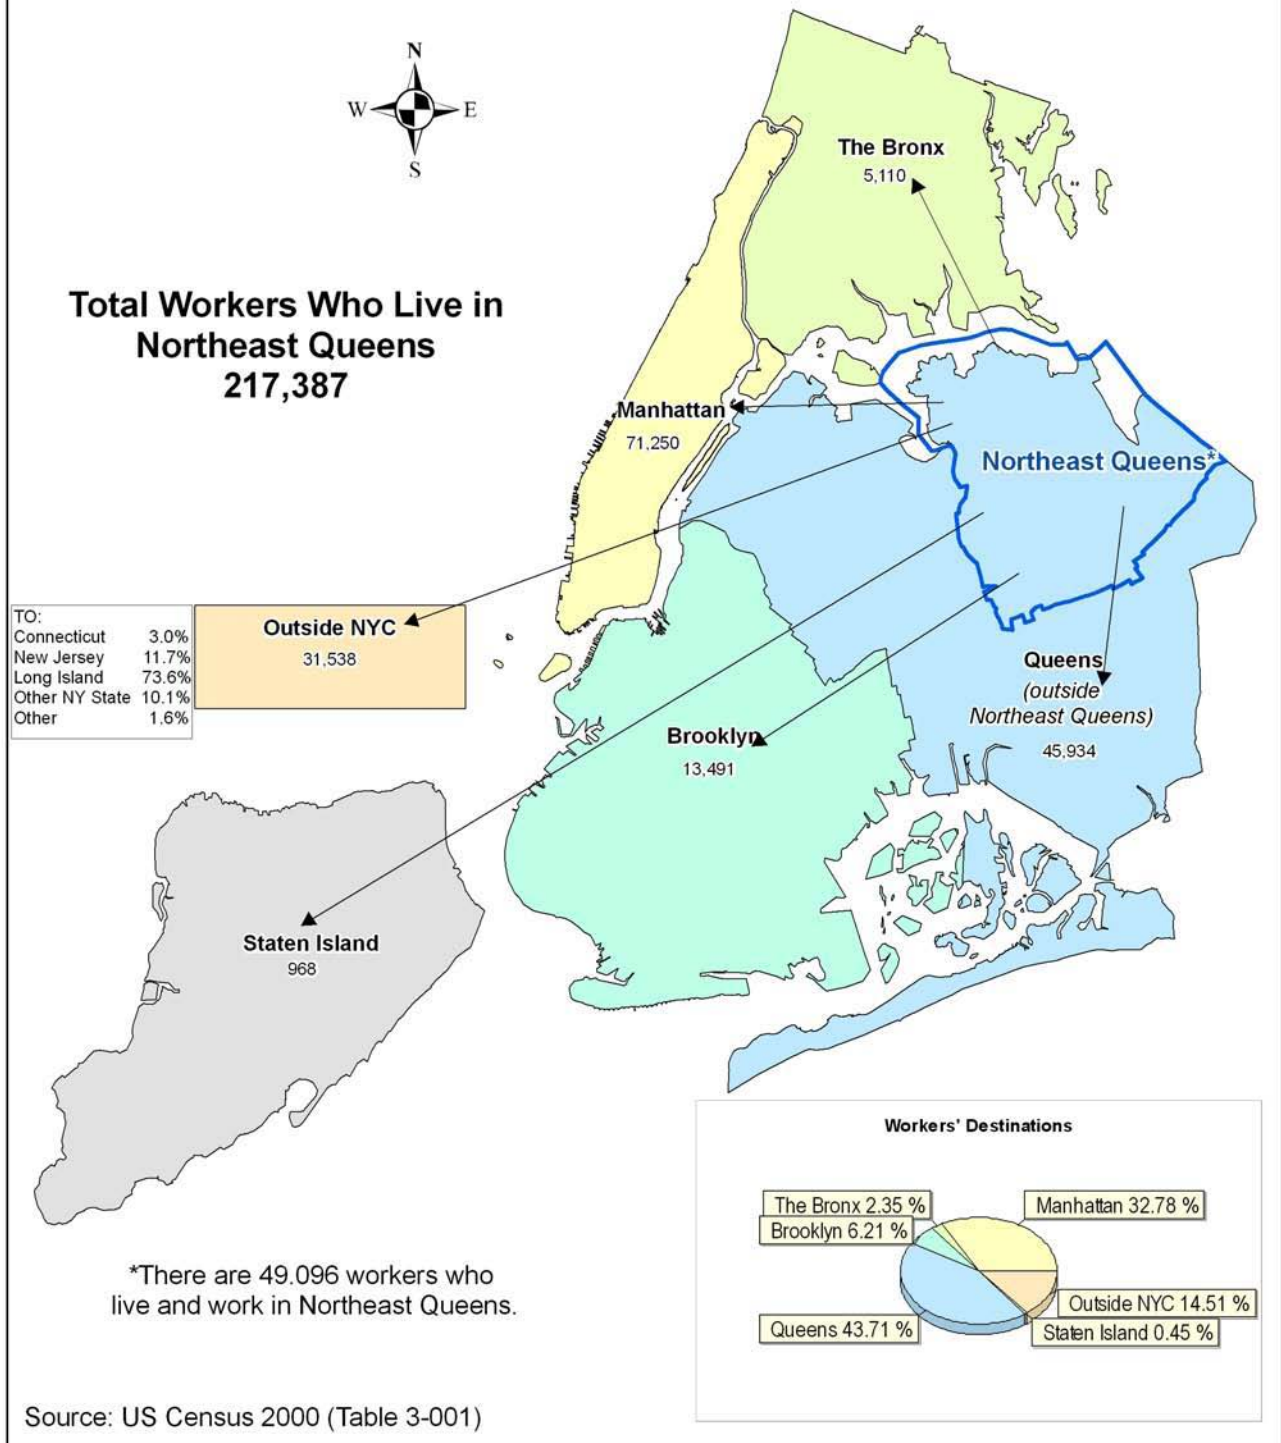 N
W E
S
Total Workers Who Live in
Northeast Queens
217,387
The Bronx
5,110
Manhattan
71,250
Northeast Queens*
TO:
Connecticut 3.0%
New Jersey 11.7%
Long Island 73.6%
Other NY State 10.1%
Other 1.6%
Outside NYC
31,538
Queens
(outside
Northeast Queens)
45,934
Brooklyn
13,491
Staten Island
968
*There are 49.096 workers who
live and work in Northeast Queens.
Workers' Destinations
The Bronx 2.35 %
Manhattan 32.78 %
Brooklyn 6.21 %
Outside NYC 14.51 %
Queens 43.71 %
Staten Island 0.45 %
Source: US Census 2000 (Table 3-001)